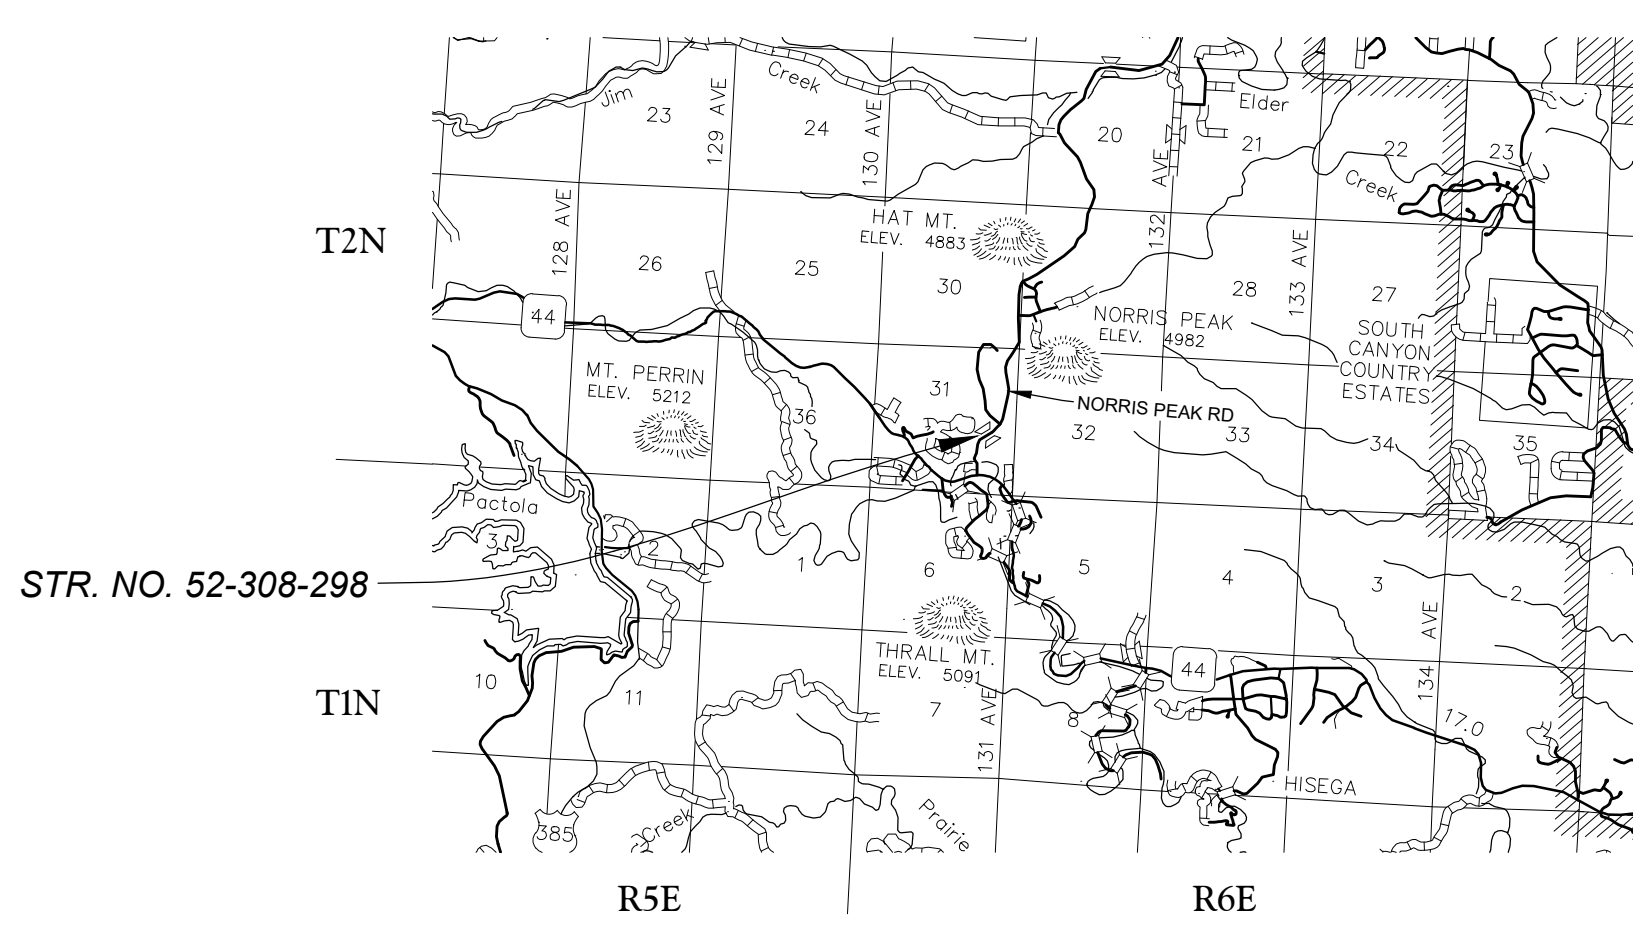 Jim
Creek
23
129 AVE
24
130 AVE
20
132 AVE
Elder
21
22
Creek
23
T2N
128 AVE
26
25
HAT MT.
ELEV. 4883
30
28
133 AVE
27
44
NORRIS PEAK
ELEV. 4982
SOUTH
CANYON
COUNTRY
ESTATES
MT. PERRIN
ELEV. 5212
36
31
NORRIS PEAK RD
32
33
34
35
Pactola
3
2
1
6
5
4
3
2
STR. NO. 52-308-298
THRALL MT.
ELEV. 5091
44
134 AVE
T1N
10
11
7
131 AVE
8
17.0
HISEGA
385
Creek
Prairie
R5E
R6E